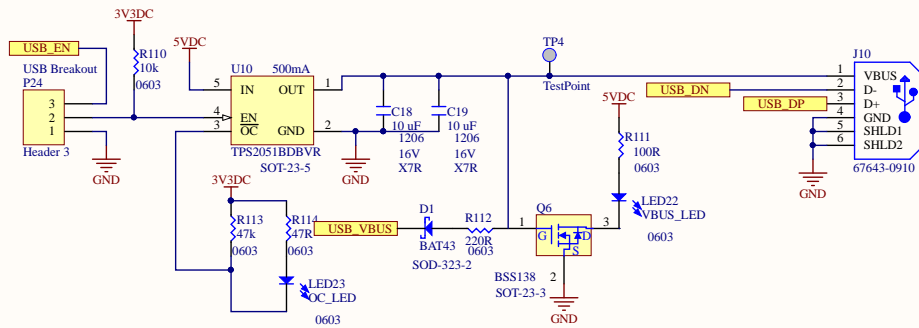 3V3DC
USB_EN
USB Breakout
P24
3
2
1
Header 3
GND
R110
10k
0603
5VDC
U10
500mA
5
IN
OUT
1
4
EN
3
OC
GND
2
TPS2051BDBVR
SOT-23-5
GND
C18
10 uF
1206
16V
X7R
C19
10 uF
1206
16V
X7R
TP4
TestPoint
5VDC
R111
100R
0603
LED22
VBUS_LED
0603
USB_DN
USB_DP
J10
1
VBUS
2
D-
3
D+
4
GND
5
SHLD1
6
SHLD2
67643-0910
GND
3V3DC
R113
47k
0603
R114
47R
0603
LED23
OC_LED
0603
USB_VBUS
D1
BAT43
SOD-323-2
R112
220R
0603
Q6
1
G
D
S
3
2
BSS138
SOT-23-3
GND